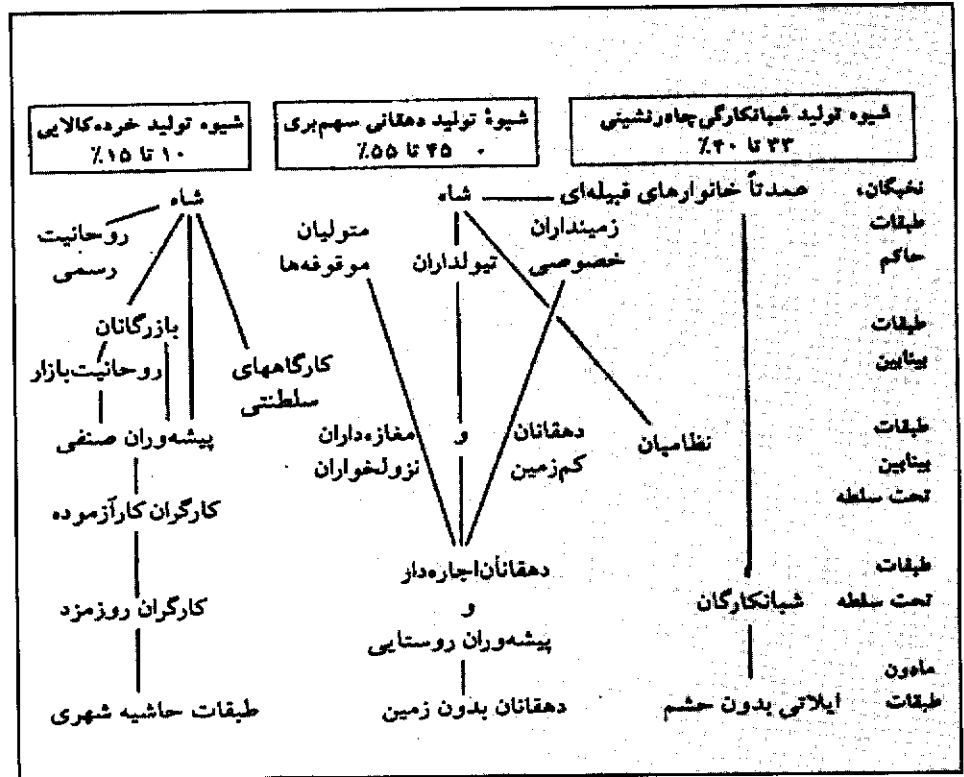 شیوه تولید شبانکارگی‌چادرنشینی
۳۳ تا ۴۰٪
شیوهٔ تولید دهقانی سهم‌بری
۴۵ تا ۵۵٪
شیوه تولید خرده‌کالایی
۱۰ تا ۱۵٪
نخبگان،
طبقات
حاکم
عمدتاً خانوارهای قبیله‌ای
شاه
شاه
زمینداران
خصوصی
تیولداران
متولیان
موقوفه‌ها
روحانیت
رسمی
طبقات
بینابین
بازرگانان
روحانیت‌بازار
کارگاههای
سلطنتی
طبقات
بینابین
تحت سلطه
نظامیان
دهقانان
کم‌زمین
و
مغازه‌داران
نزولخواران
پیشه‌وران صنفی
کارگران کارآزموده
طبقات
تحت سلطه
شبانکارگان
دهقانان‌اجاره‌دار
و
پیشه‌وران روستایی
کارگران روزمزد
مادون
طبقات
ایلاتی بدون حشم
دهقانان بدون زمین
طبقات حاشیه شهری